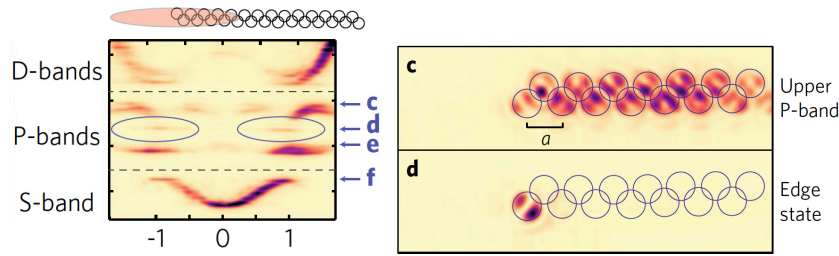 D-bands
P-bands
S-band
c
d
e
f
-1 0 1
c
a
Upper
P-band
d
Edge
state